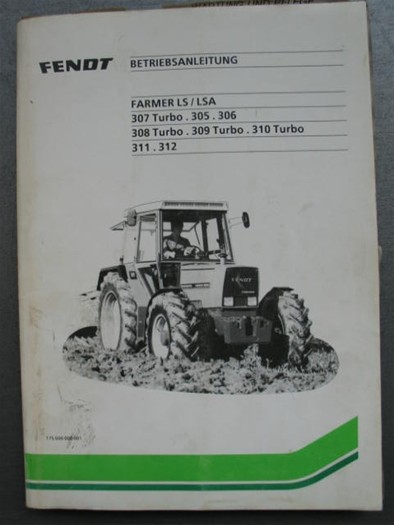 FENDT
BETRIEBSANLEITUNG
FARMER LS / LSA
307 Turbo . 305 . 306
308 Turbo . 309 Turbo . 310 Turbo
311 . 312
FENDT